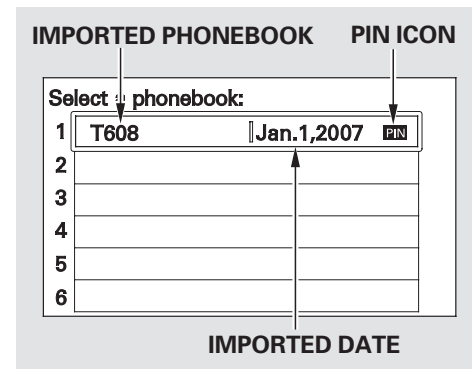 IMPORTED PHONEBOOK PIN ICON
Select a phonebook:
1 T608 Jan.1,2007 PIN
2
3
4
5
6
IMPORTED DATE